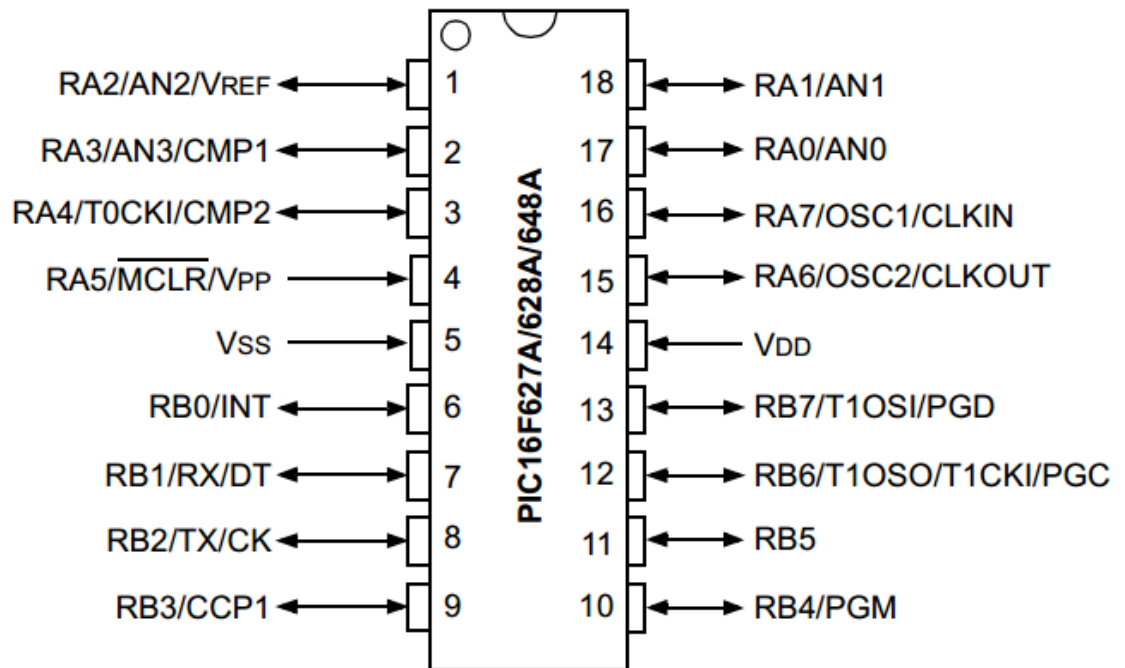 RA2/AN2/VREF 1 18 RA1/AN1
RA3/AN3/CMP1 2 17 RA0/AN0
RA4/T0CKI/CMP2 3 16 RA7/OSC1/CLKIN
RA5/MCLR/VPP 4 15 RA6/OSC2/CLKOUT
VSS 5 14 VDD
RB0/INT 6 13 RB7/T1OSI/PGD
RB1/RX/DT 7 12 RB6/T1OSO/T1CKI/PGC
RB2/TX/CK 8 11 RB5
RB3/CCP1 9 10 RB4/PGM
PIC16F627A/628A/648A